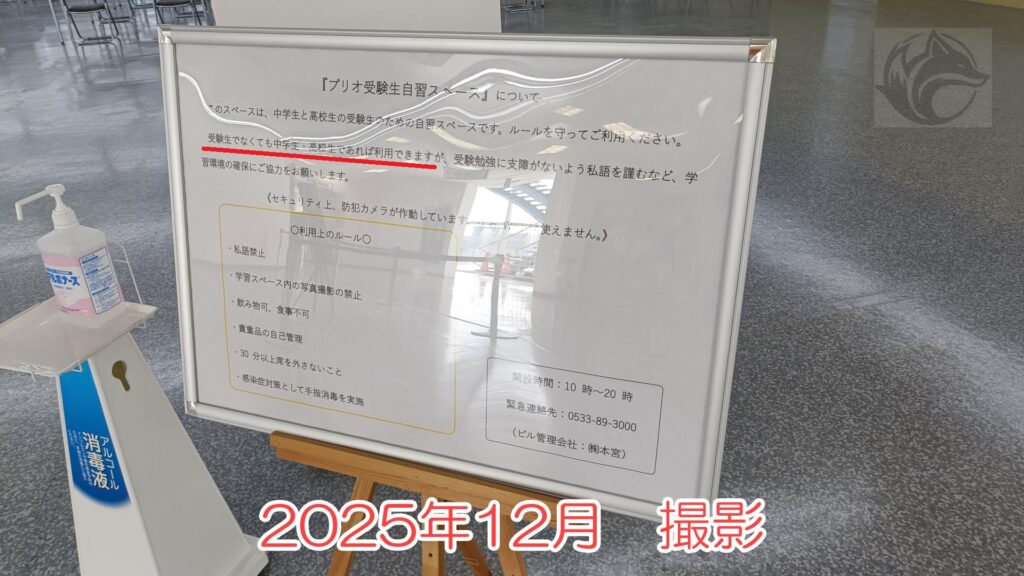 『プリオ受験生自習スペース』について
このスペースは、中学生と高校生の受験生のための自習スペースです。ルールを守ってご利用ください。
受験生でなくても中学生・高校生であれば利用できますが、受験勉強に支障がないよう私語を謹むなど、学
習環境の確保にご協力をお願いします。
《セキュリティ上、防犯カメラが作動しています。 使えません。》
〇利用上のルール〇
・私語禁止
・学習スペース内の写真撮影の禁止
・飲み物可、食事不可
・貴重品の自己管理
・30 分以上席を外さないこと
・感染症対策として手指消毒を実施
開設時間：10 時～20 時
緊急連絡先：0533-89-3000
（ビル管理会社：㈱本宮）
アルコール
消毒液
2025年12月 撮影